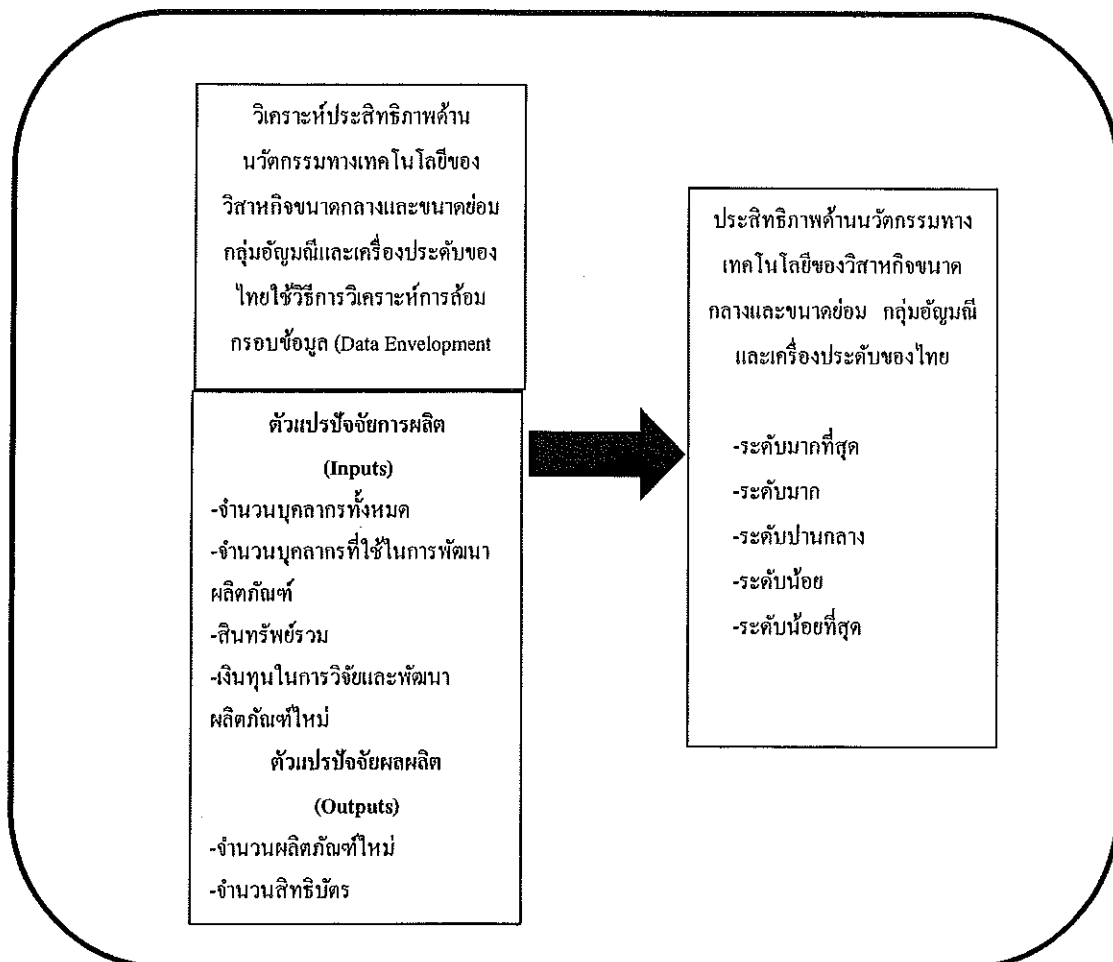 วิเคราะห์ประสิทธิภาพด้าน
นวัตกรรมทางเทคโนโลยีของ
วิสาหกิจขนาดกลางและขนาดย่อม
กลุ่มอัญมณีและเครื่องประดับของ
ไทยใช้วิธีการวิเคราะห์การล้อม
กรอบข้อมูล (Data Envelopment
ตัวแปรปัจจัยการผลิต
(Inputs)
-จำนวนบุคลากรทั้งหมด
-จำนวนบุคลากรที่ใช้ในการพัฒนา
ผลิตภัณฑ์
-สินทรัพย์รวม
-เงินทุนในการวิจัยและพัฒนา
ผลิตภัณฑ์ใหม่
ตัวแปรปัจจัยผลผลิต
(Outputs)
-จำนวนผลิตภัณฑ์ใหม่
-จำนวนสิทธิบัตร
ประสิทธิภาพด้านนวัตกรรมทาง
เทคโนโลยีของวิสาหกิจขนาด
กลางและขนาดย่อม กลุ่มอัญมณี
และเครื่องประดับของไทย
-ระดับมากที่สุด
-ระดับมาก
-ระดับปานกลาง
-ระดับน้อย
-ระดับน้อยที่สุด